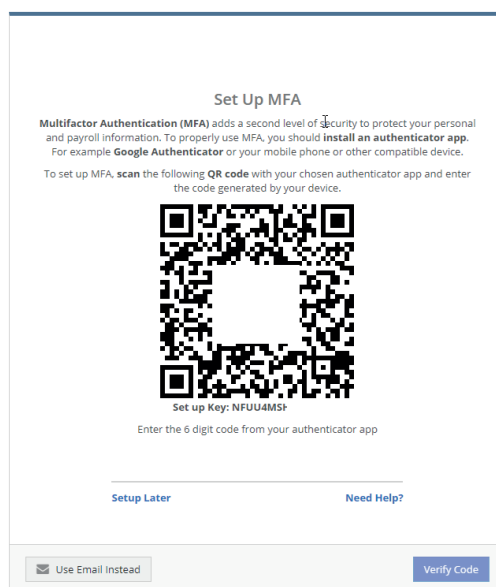 Set Up MFA
Multifactor Authentication (MFA) adds a second level of security to protect your personal
and payroll information. To properly use MFA, you should install an authenticator app.
For example Google Authenticator or your mobile phone or other compatible device.
To set up MFA, scan the following QR code with your chosen authenticator app and enter
the code generated by your device.
Set up Key: NFUU4MSH
Enter the 6 digit code from your authenticator app
Setup Later
Need Help?
Use Email Instead
Verify Code